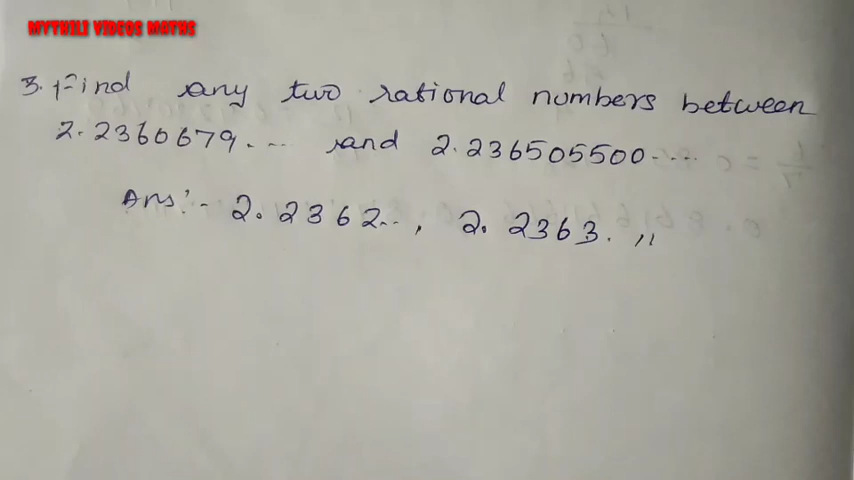 MYTHILI VIDEOS MATHS
3. Find any two rational numbers between
2.2360679.... and 2.236505500....
Ans:- 2.2362.., 2.2363.,,